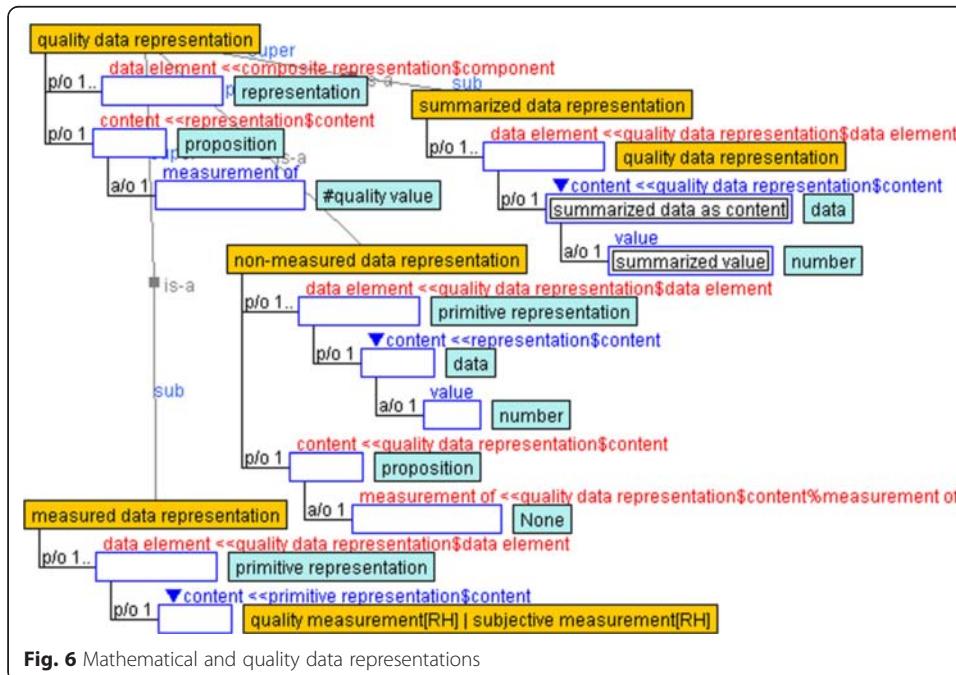 quality data representation
super
data element <<composite representation$component
p/o 1..
representation
is-a
sub
content <<representation$content
p/o 1
proposition
super
is-a
measurement of
a/o 1
#quality value
summarized data representation
data element <<quality data representation$data element
p/o 1..
quality data representation
▼content <<quality data representation$content
p/o 1
summarized data as content
data
value
a/o 1
summarized value
number
non-measured data representation
data element <<quality data representation$data element
p/o 1..
primitive representation
▼content <<representation$content
p/o 1
data
value
a/o 1
number
content <<quality data representation$content
p/o 1
proposition
measurement of <<quality data representation$content%measurement of
a/o 1
None
is-a
sub
measured data representation
data element <<quality data representation$data element
p/o 1..
primitive representation
▼content <<primitive representation$content
p/o 1
quality measurement[RH] | subjective measurement[RH]
Fig. 6 Mathematical and quality data representations